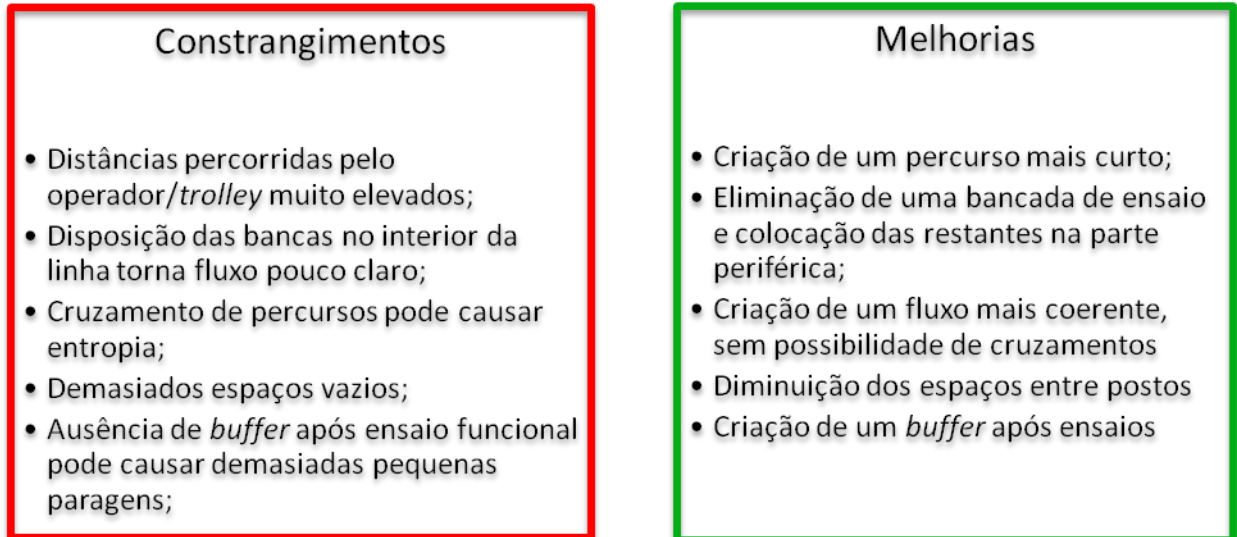 Constrangimentos
• Distâncias percorridas pelo
operador/trolley muito elevados;
• Disposição das bancas no interior da
linha torna fluxo pouco claro;
• Cruzamento de percursos pode causar
entropia;
• Demasiados espaços vazios;
• Ausência de buffer após ensaio funcional
pode causar demasiadas pequenas
paragens;
Melhorias
• Criação de um percurso mais curto;
• Eliminação de uma bancada de ensaio
e colocação das restantes na parte
periférica;
• Criação de um fluxo mais coerente,
sem possibilidade de cruzamentos
• Diminuição dos espaços entre postos
• Criação de um buffer após ensaios